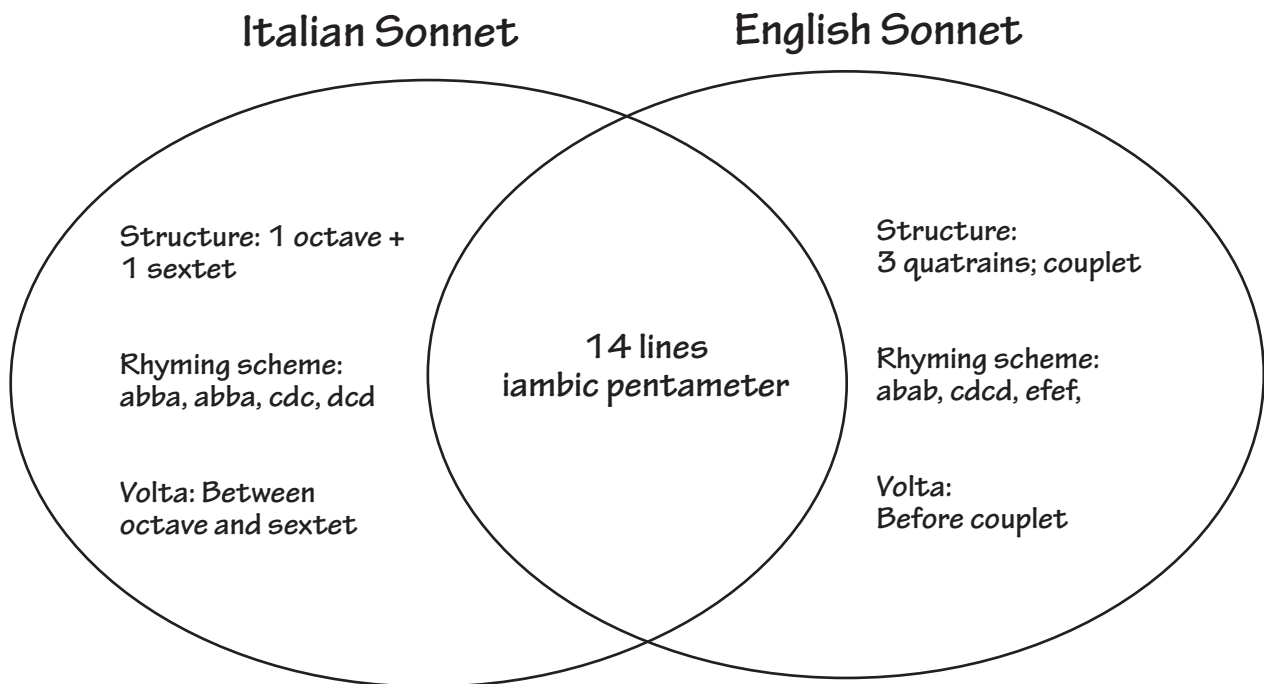 Italian Sonnet
English Sonnet
Structure: 1 octave +
1 sextet
Rhyming scheme:
abba, abba, cdc, dcd
Volta: Between
octave and sextet
14 lines
iambic pentameter
Structure:
3 quatrains; couplet
Rhyming scheme:
abab, cdcd, efef,
Volta:
Before couplet